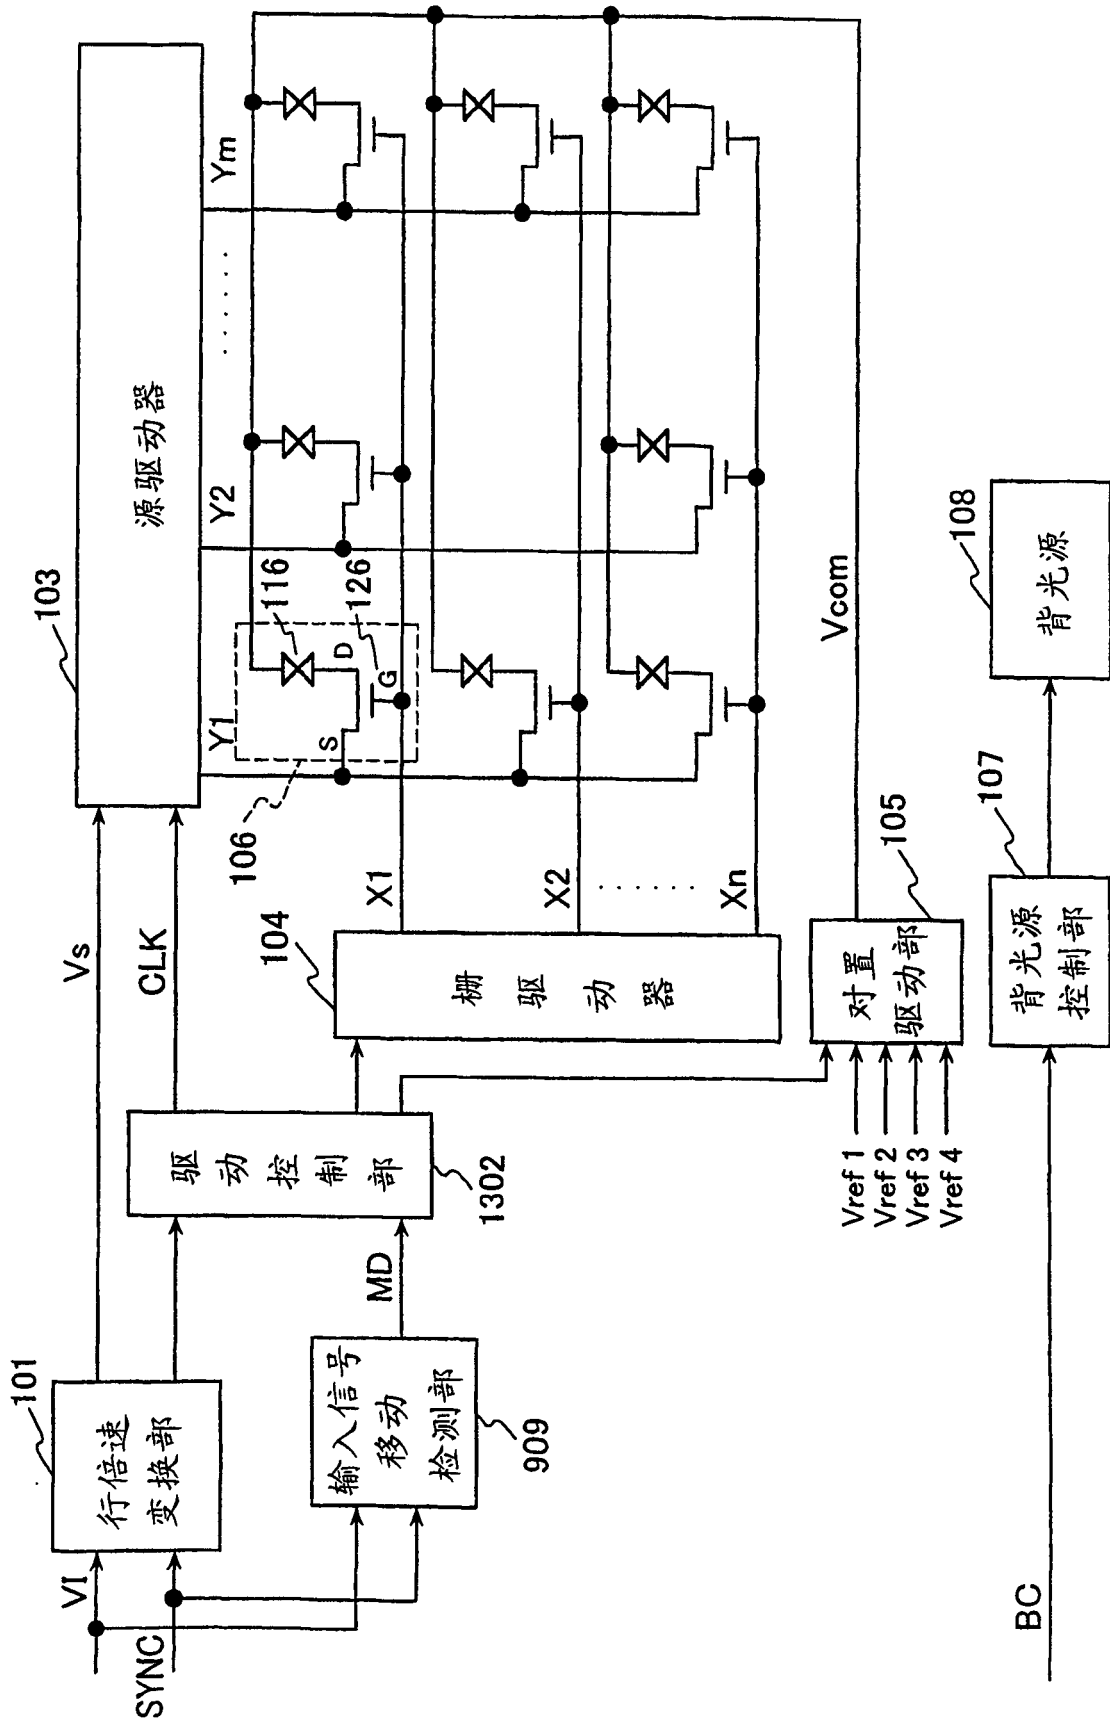 103
源驱动器
Vs
CLK
Y1
Y2
· · · · · · ·
Ym
116
D
126
G
S
106
101
行倍速
变换部
VI
SYNC
驱动控制部
1302
MD
输入信号
移动
检测部
909
104
栅驱动器
X1
X2
· · · · · · ·
Xn
Vcom
105
对置
驱动部
Vref 1
Vref 2
Vref 3
Vref 4
107
背光源
控制部
108
背光源
BC